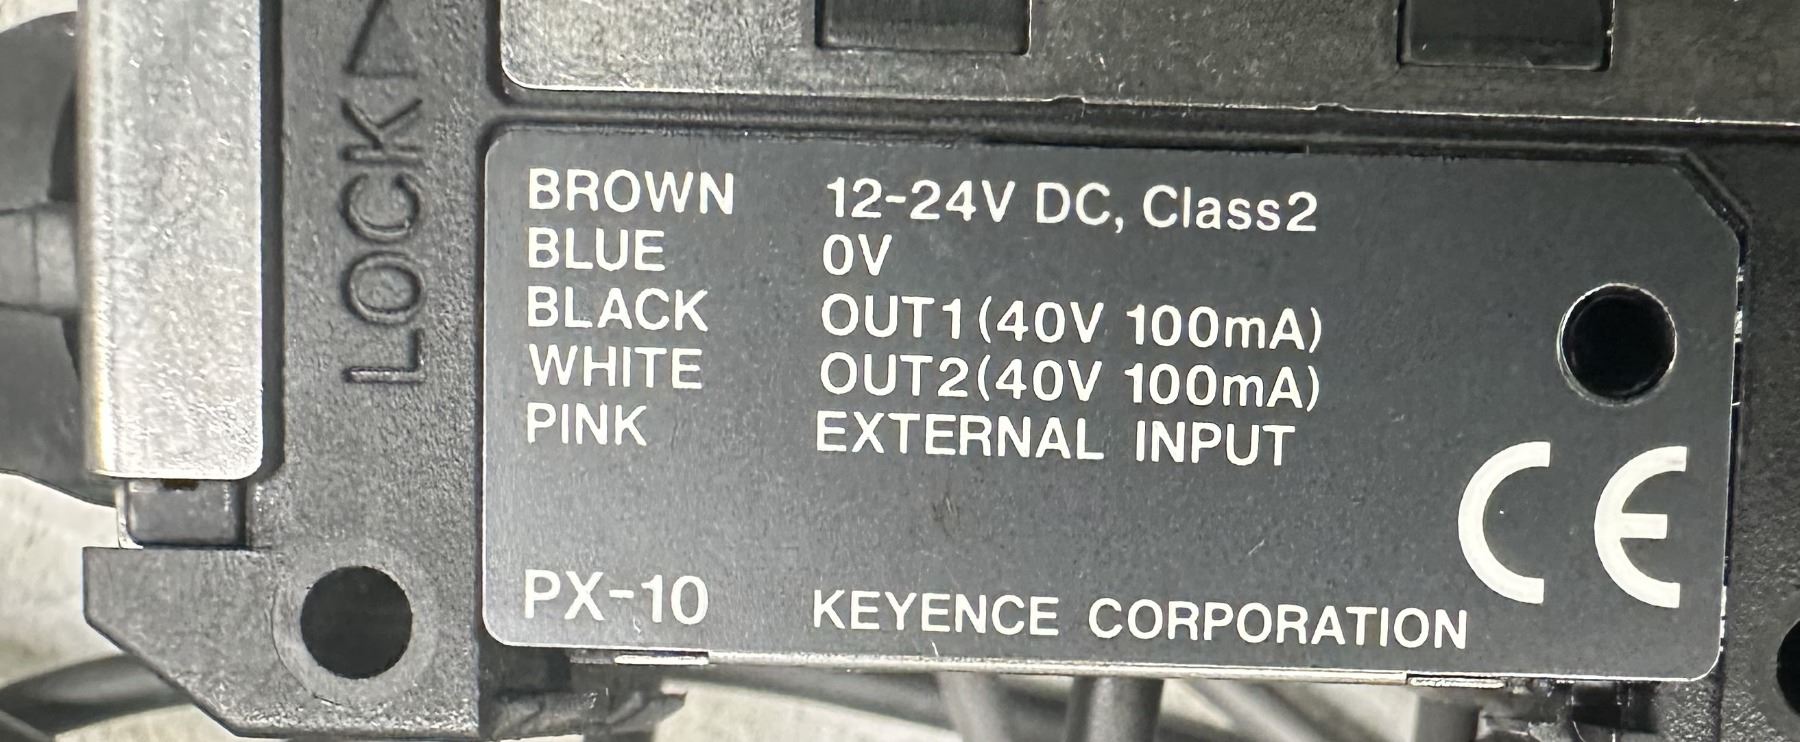 LOCK
BROWN 12-24V DC, Class2
BLUE 0V
BLACK OUT1(40V 100mA)
WHITE OUT2(40V 100mA)
PINK EXTERNAL INPUT
CE
PX-10 KEYENCE CORPORATION